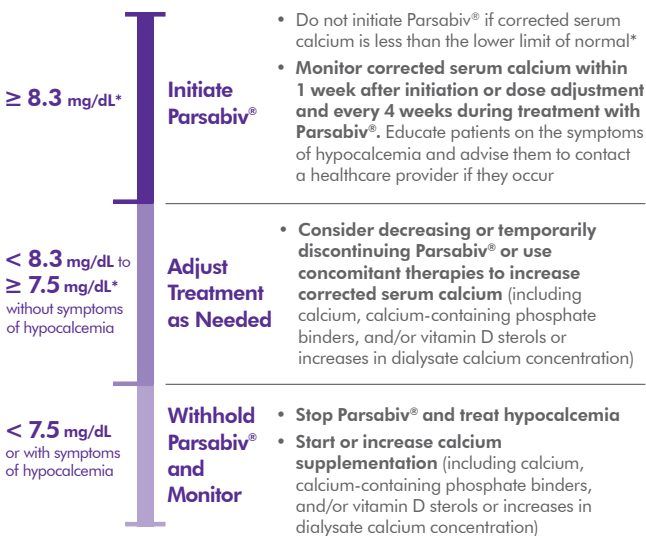 ≥ 8.3 mg/dL*
Initiate
Parsabiv®
• Do not initiate Parsabiv® if corrected serum
calcium is less than the lower limit of normal*
• Monitor corrected serum calcium within
1 week after initiation or dose adjustment
and every 4 weeks during treatment with
Parsabiv®. Educate patients on the symptoms
of hypocalcemia and advise them to contact
a healthcare provider if they occur
< 8.3 mg/dL to
≥ 7.5 mg/dL*
without symptoms
of hypocalcemia
Adjust
Treatment
as Needed
• Consider decreasing or temporarily
discontinuing Parsabiv® or use
concomitant therapies to increase
corrected serum calcium (including
calcium, calcium-containing phosphate
binders, and/or vitamin D sterols or
increases in dialysate calcium concentration)
< 7.5 mg/dL
or with symptoms
of hypocalcemia
Withhold
Parsabiv®
and
Monitor
• Stop Parsabiv® and treat hypocalcemia
• Start or increase calcium
supplementation (including calcium,
calcium-containing phosphate binders,
and/or vitamin D sterols or increases in
dialysate calcium concentration)